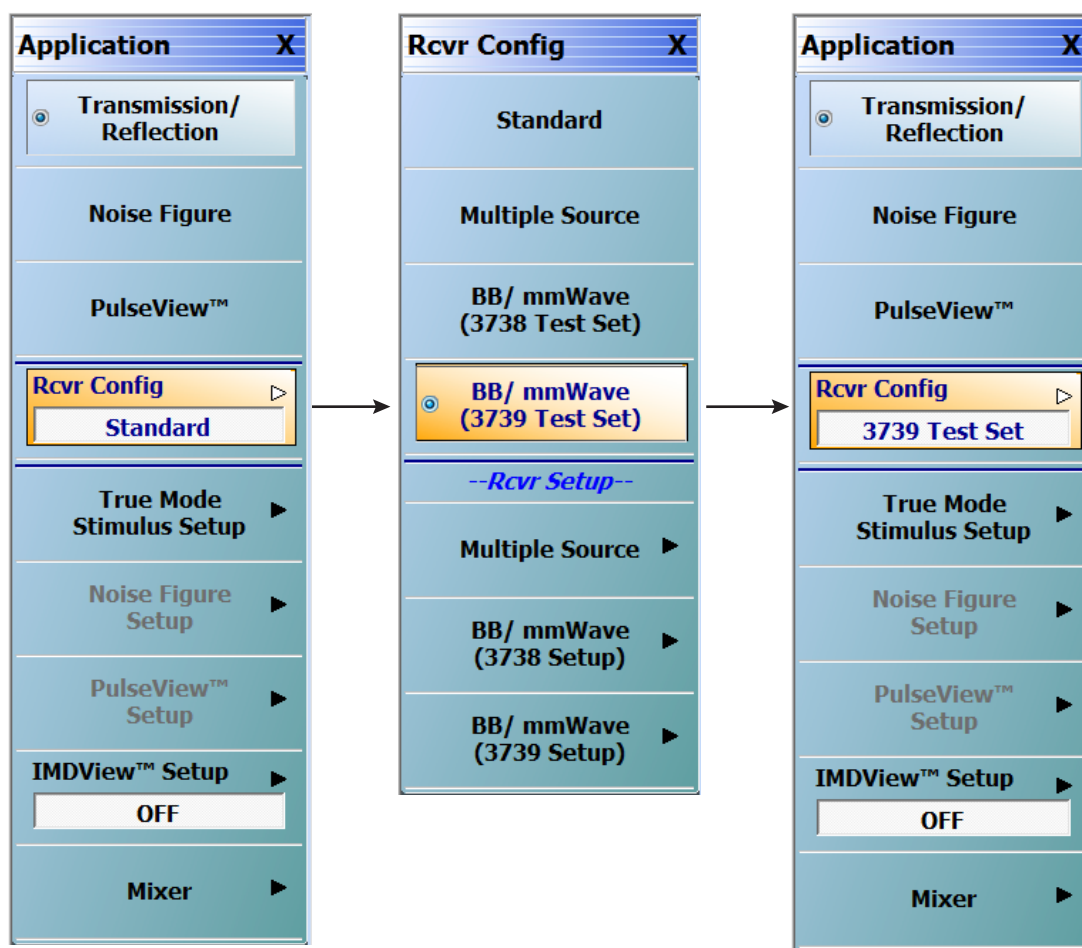 Application X
Transmission/
Reflection
Noise Figure
PulseView™
Rcvr Config
Standard
True Mode
Stimulus Setup
Noise Figure
Setup
PulseView™
Setup
IMDView™ Setup
OFF
Mixer
Rcvr Config X
Standard
Multiple Source
BB/ mmWave
(3738 Test Set)
BB/ mmWave
(3739 Test Set)
--Rcvr Setup--
Multiple Source
BB/ mmWave
(3738 Setup)
BB/ mmWave
(3739 Setup)
Application X
Transmission/
Reflection
Noise Figure
PulseView™
Rcvr Config
3739 Test Set
True Mode
Stimulus Setup
Noise Figure
Setup
PulseView™
Setup
IMDView™ Setup
OFF
Mixer